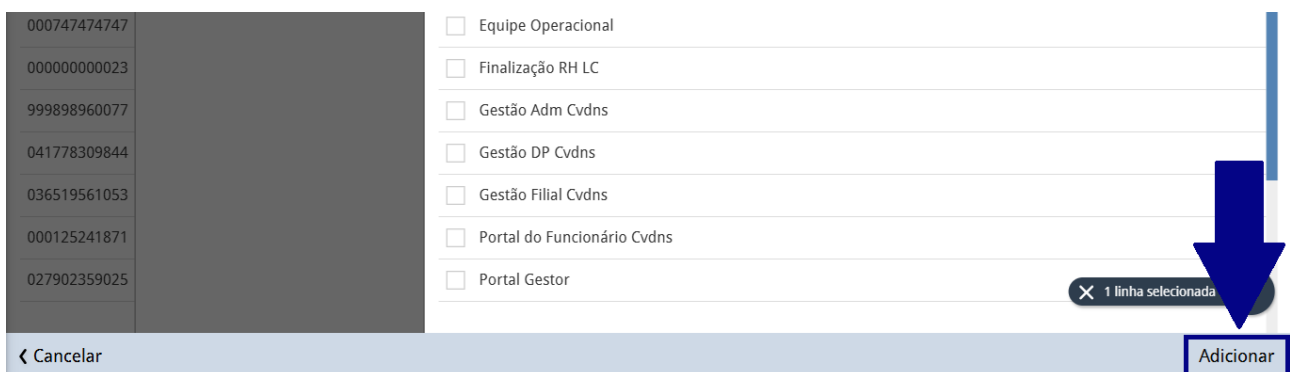 000747474747 Equipe Operacional
000000000023 Finalização RH LC
999898960077 Gestão Adm Cvdns
041778309844 Gestão DP Cvdns
036519561053 Gestão Filial Cvdns
000125241871 Portal do Funcionário Cvdns
027902359025 Portal Gestor
1 linha selecionada
Cancelar Adicionar